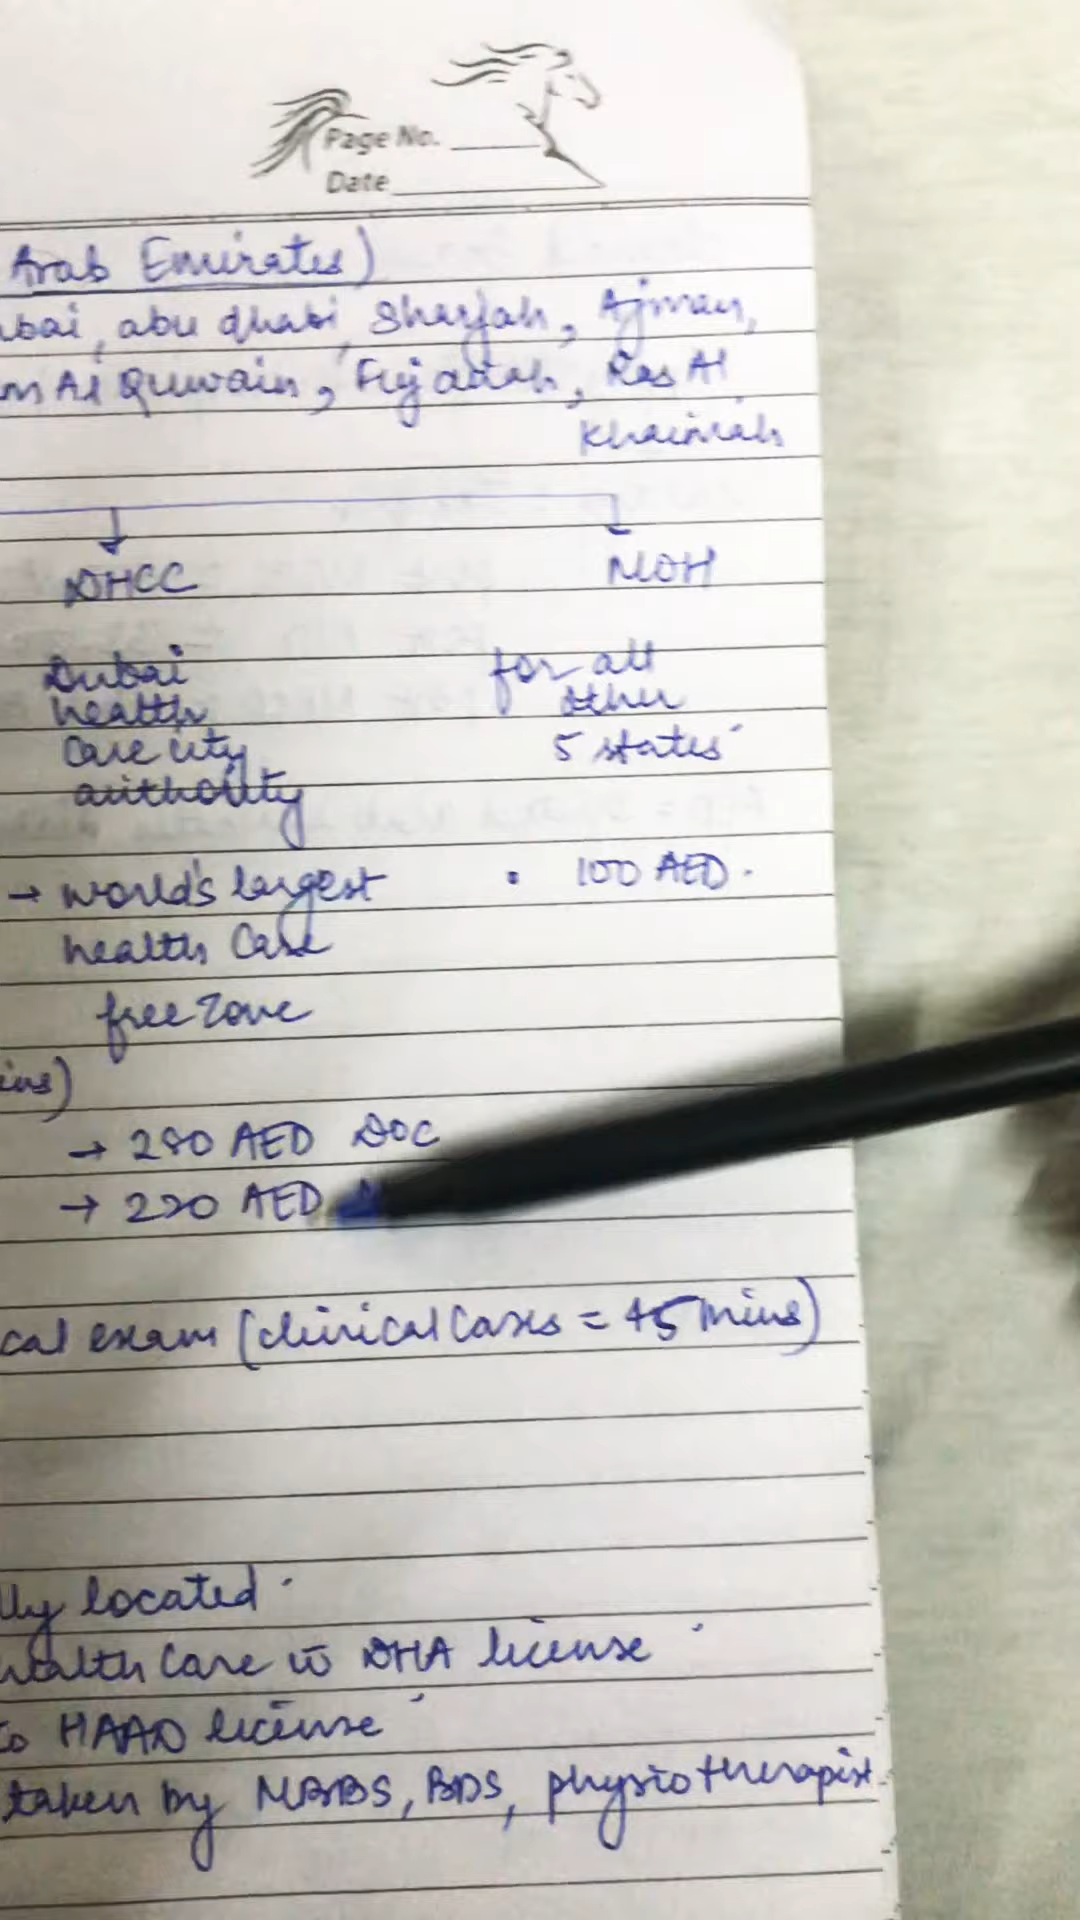 Page No.
Date
Arab Emirates)
ubai, abu dhabi, Sharjah, Ajman,
m Al Quwain, Fujairah, Ras Al
Khaimah
DHCC MOH
Dubai for all
health other
Care city 5 states
authority
→ world's largest • 100 AED.
health Care
free zone
ins)
→ 280 AED DOC
→ 220 AED
cal exam (clinical Cases = 45 mins)
lly located
ealth Care to DHA license
to HAAD license
taken by MBBS, BDS, physiotherapist